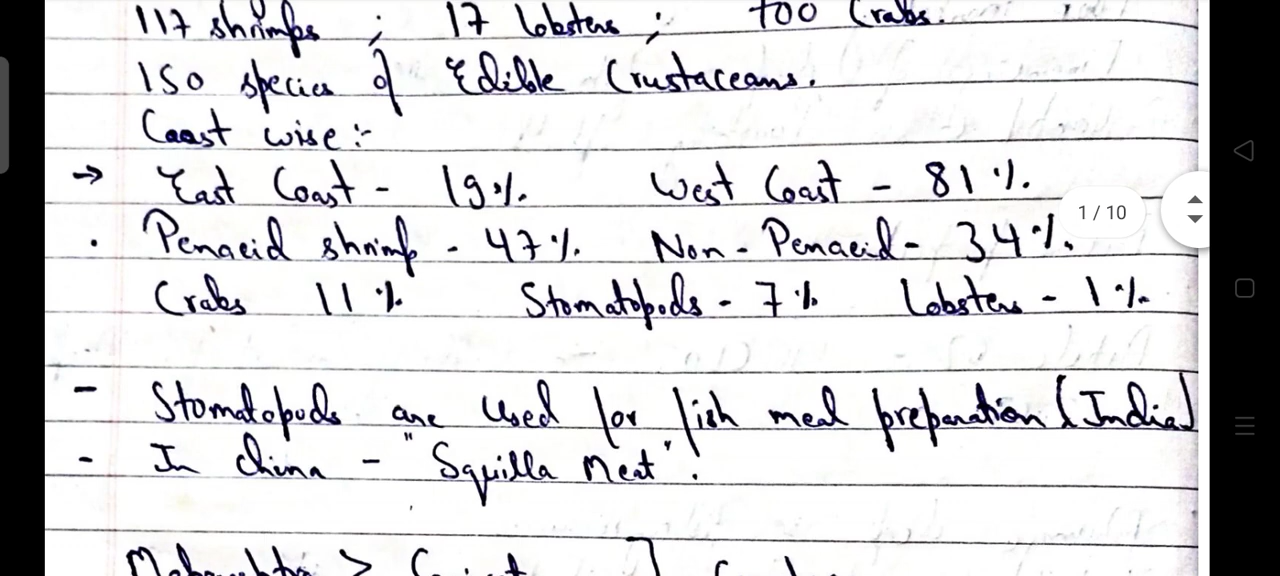 117 shrimps ; 17 lobsters ; 700 Crabs.
150 species of Edible Crustaceans.
Coast wise :-
→ East Coast - 19% West Coast - 81%.
1 / 10
. Penaeid shrimp - 47%. Non - Penaeid - 34%.
Crabs 11% Stomatopods - 7% Lobsters - 1%.
- Stomatopods are used for fish meal preparation (India)
- In China - "Squilla Meat".